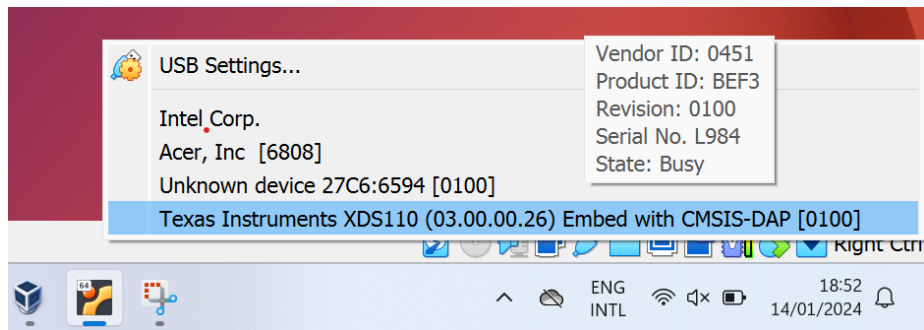 USB Settings...
Intel Corp.
Acer, Inc [6808]
Unknown device 27C6:6594 [0100]
Texas Instruments XDS110 (03.00.00.26) Embed with CMSIS-DAP [0100]
Vendor ID: 0451
Product ID: BEF3
Revision: 0100
Serial No. L984
State: Busy
Right Ctrl
64
ENG
INTL
18:52
14/01/2024